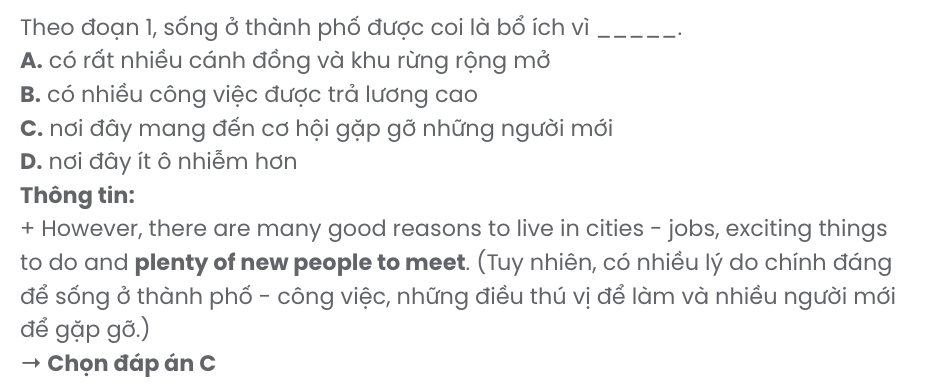 Theo đoạn 1, sống ở thành phố được coi là bổ ích vì _____.
A. có rất nhiều cánh đồng và khu rừng rộng mở
B. có nhiều công việc được trả lương cao
C. nơi đây mang đến cơ hội gặp gỡ những người mới
D. nơi đây ít ô nhiễm hơn
Thông tin:
+ However, there are many good reasons to live in cities - jobs, exciting things
to do and plenty of new people to meet. (Tuy nhiên, có nhiều lý do chính đáng
để sống ở thành phố - công việc, những điều thú vị để làm và nhiều người mới
để gặp gỡ.)
→ Chọn đáp án C